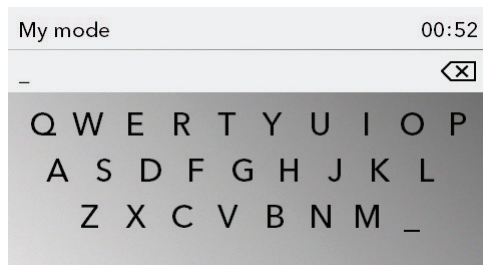 My mode 00:52
_
Q W E R T Y U I O P
A S D F G H J K L
Z X C V B N M _